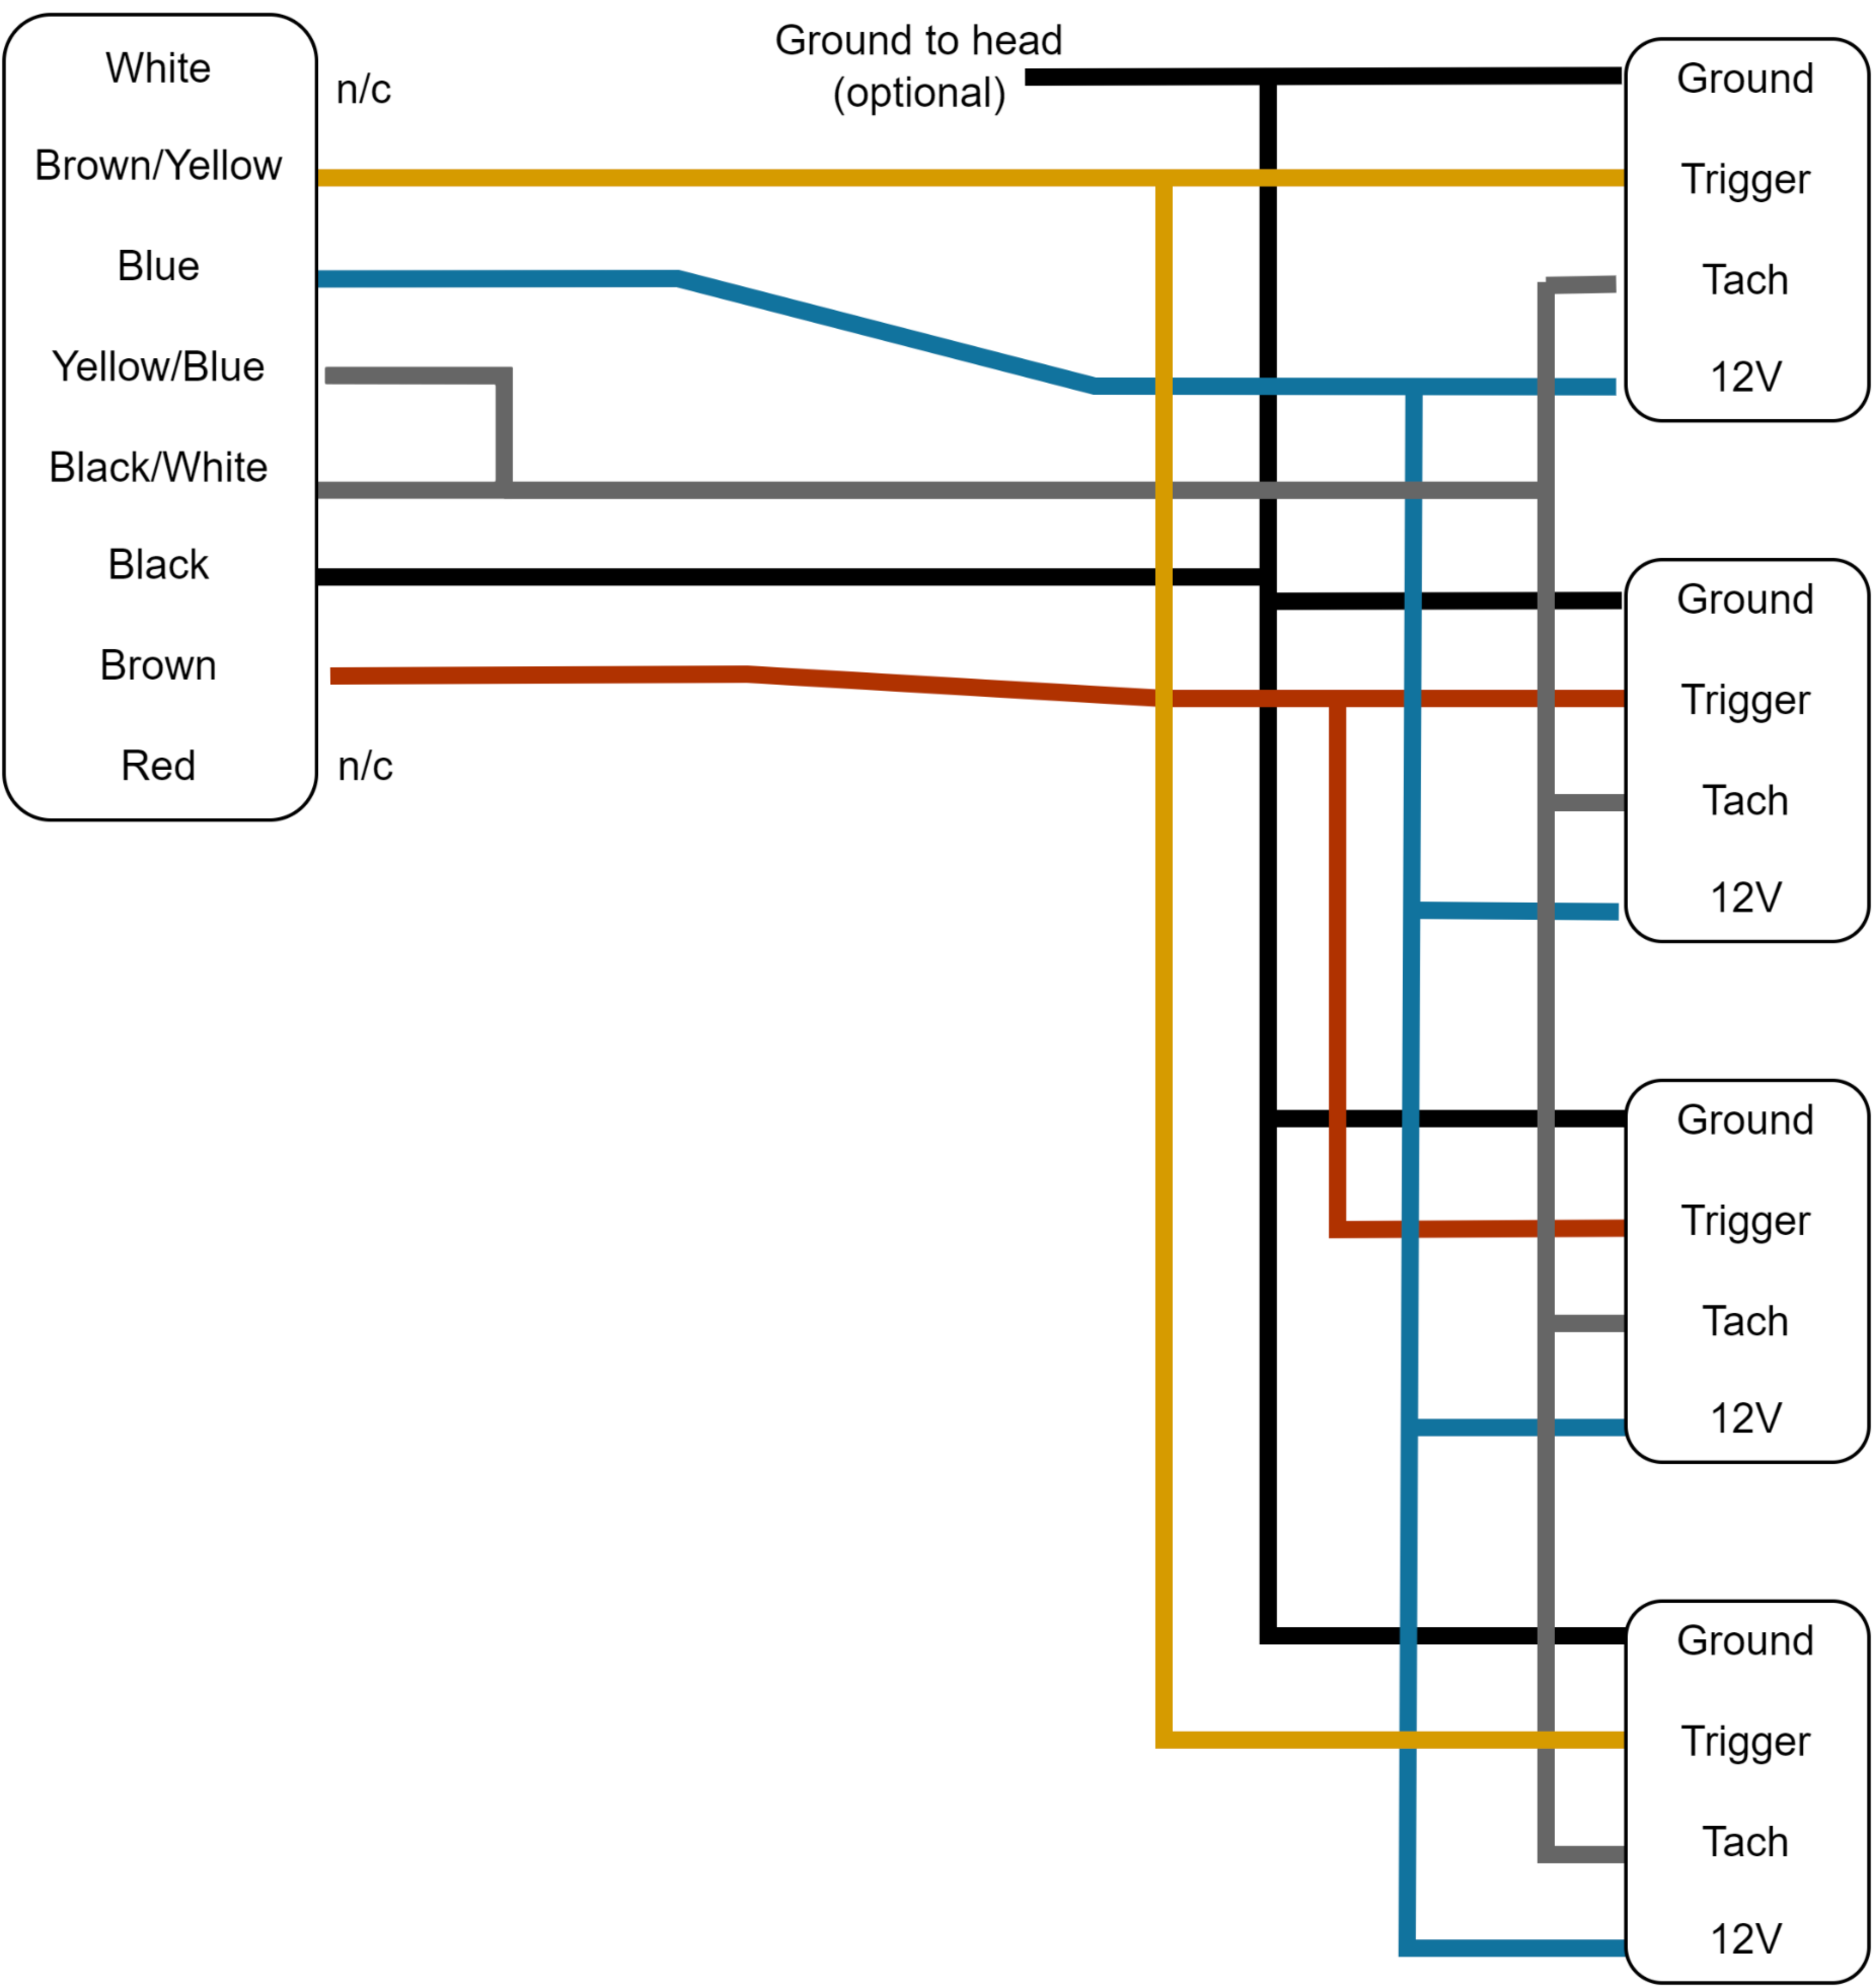 White
n/c
Brown/Yellow
Blue
Yellow/Blue
Black/White
Black
Brown
Red
n/c
Ground to head
(optional)
Ground
Trigger
Tach
12V
Ground
Trigger
Tach
12V
Ground
Trigger
Tach
12V
Ground
Trigger
Tach
12V